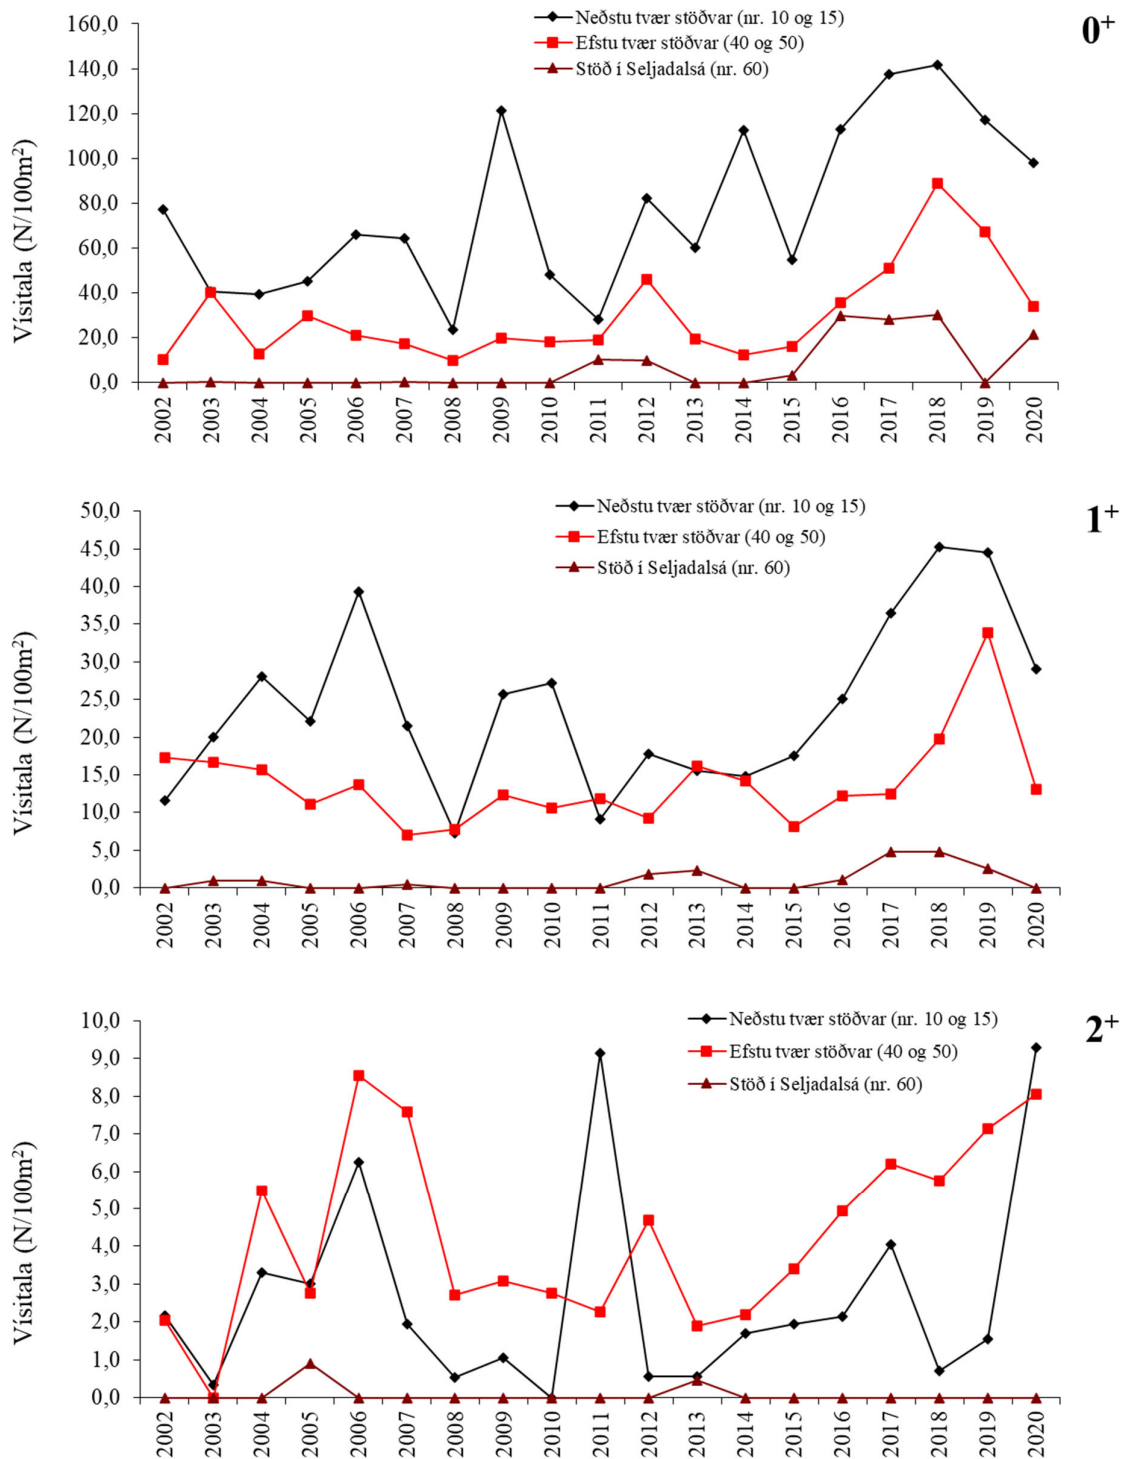 0+
Vísitala (N/100m²)
160,0
140,0
120,0
100,0
80,0
60,0
40,0
20,0
0,0
Neðstu tvær stöðvar (nr. 10 og 15)
Efstu tvær stöðvar (40 og 50)
Stöð í Seljadalsá (nr. 60)
2002 2003 2004 2005 2006 2007 2008 2009 2010 2011 2012 2013 2014 2015 2016 2017 2018 2019 2020
1+
Vísitala (N/100m²)
50,0
45,0
40,0
35,0
30,0
25,0
20,0
15,0
10,0
5,0
0,0
Neðstu tvær stöðvar (nr. 10 og 15)
Efstu tvær stöðvar (40 og 50)
Stöð í Seljadalsá (nr. 60)
2002 2003 2004 2005 2006 2007 2008 2009 2010 2011 2012 2013 2014 2015 2016 2017 2018 2019 2020
2+
Vísitala (N/100m²)
10,0
9,0
8,0
7,0
6,0
5,0
4,0
3,0
2,0
1,0
0,0
Neðstu tvær stöðvar (nr. 10 og 15)
Efstu tvær stöðvar (40 og 50)
Stöð í Seljadalsá (nr. 60)
2002 2003 2004 2005 2006 2007 2008 2009 2010 2011 2012 2013 2014 2015 2016 2017 2018 2019 2020